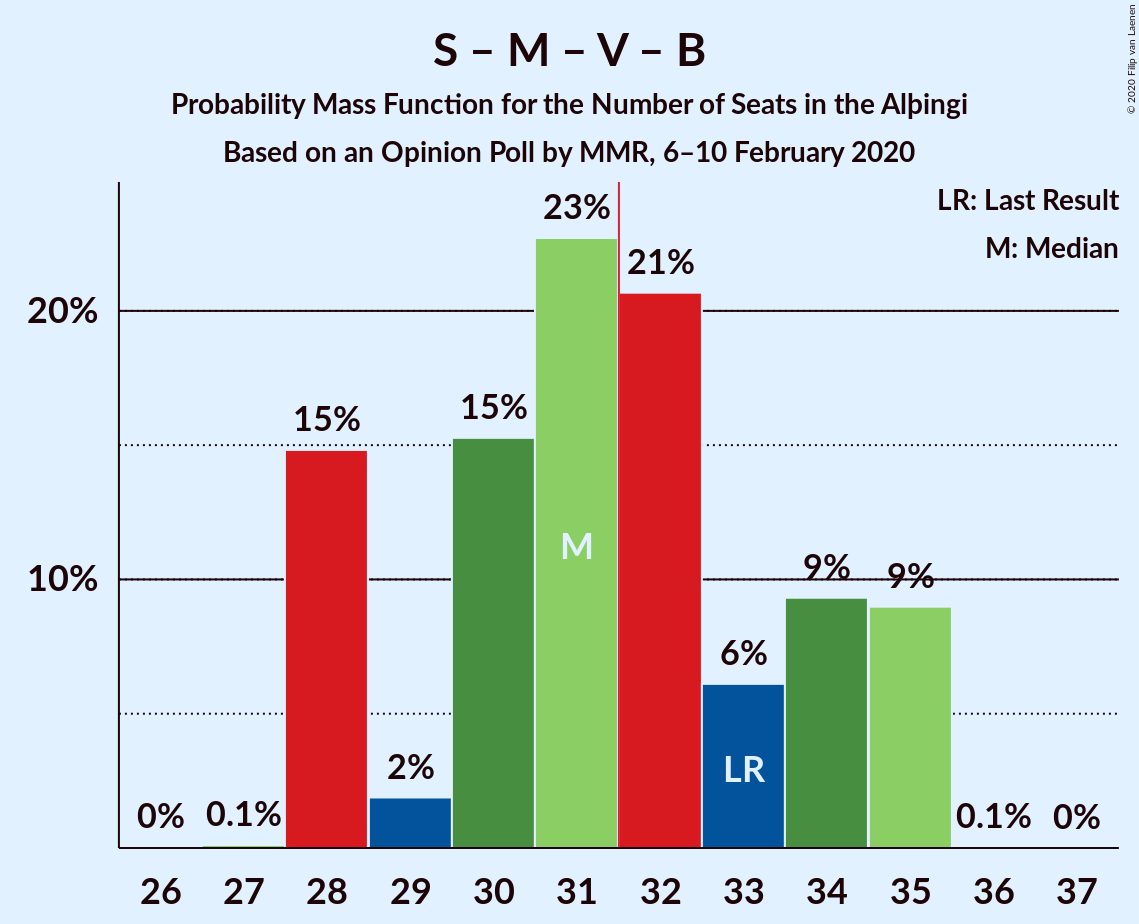 S – M – V – B
Probability Mass Function for the Number of Seats in the Alþingi
Based on an Opinion Poll by MMR, 6–10 February 2020
© 2020 Filip van Laenen
LR: Last Result
M: Median
20%
10%
0%
0.1%
15%
2%
15%
23%
21%
6%
9%
9%
0.1%
0%
M
LR
26 27 28 29 30 31 32 33 34 35 36 37